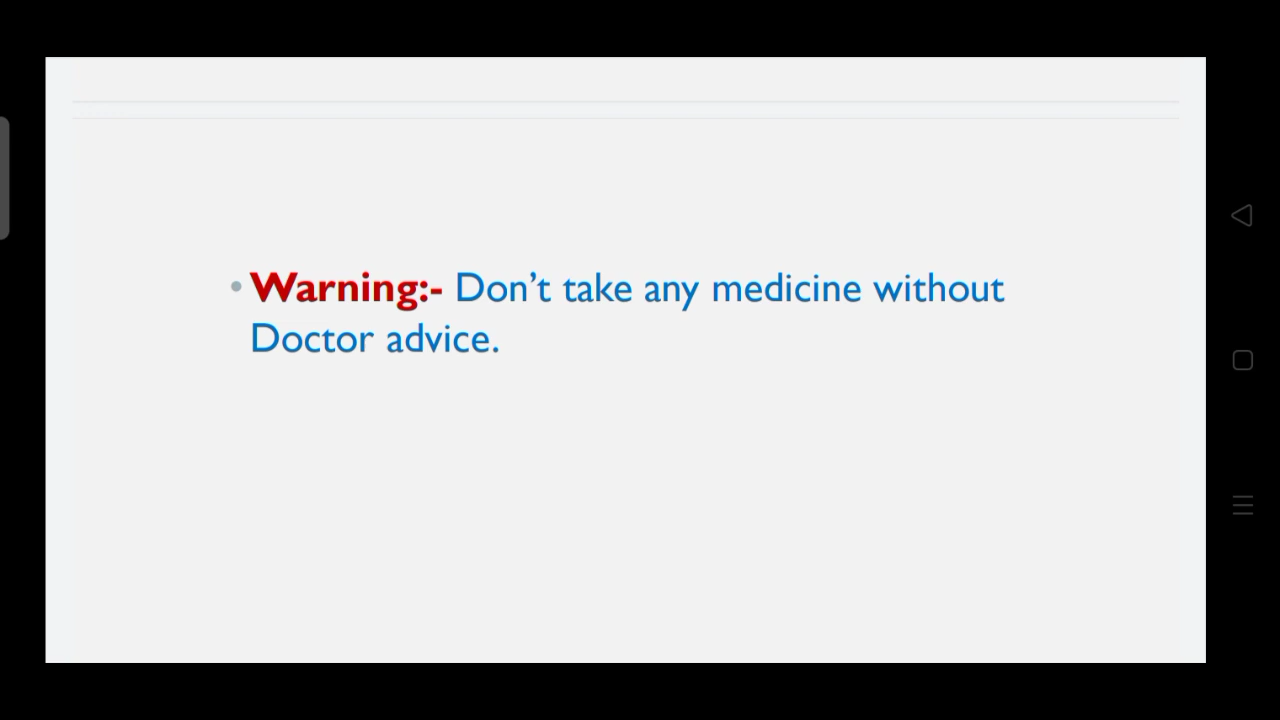 • Warning:- Don’t take any medicine without
Doctor advice.